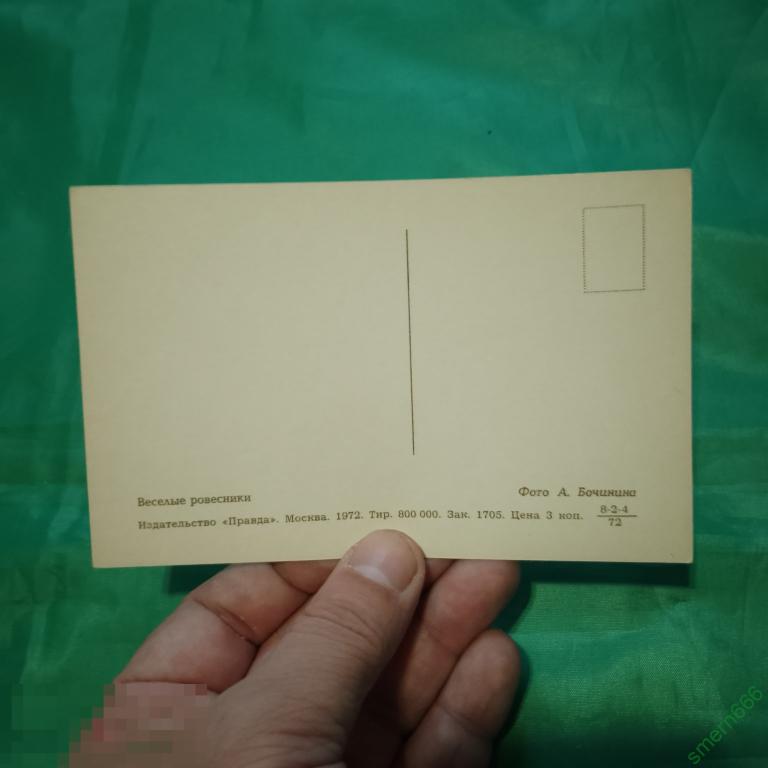 Веселые ровесники
Фото А. Бочинина
Издательство «Правда». Москва. 1972. Тир. 800 000. Зак. 1705. Цена 3 коп.
8-2-4
72
smern666